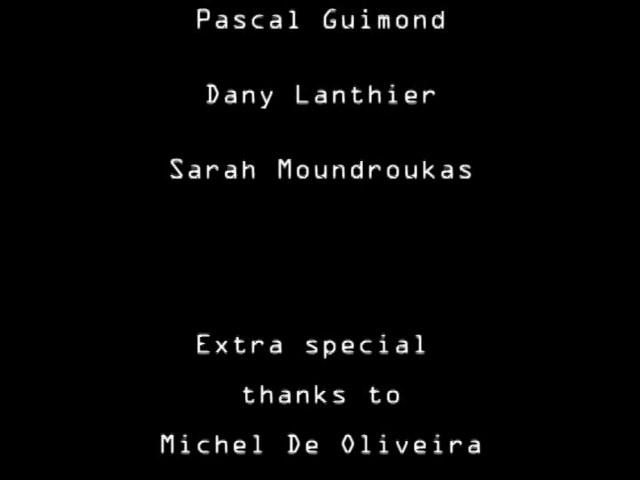 Pascal Guimond
Dany Lanthier
Sarah Moundroukas
Extra special
thanks to
Michel De Oliveira